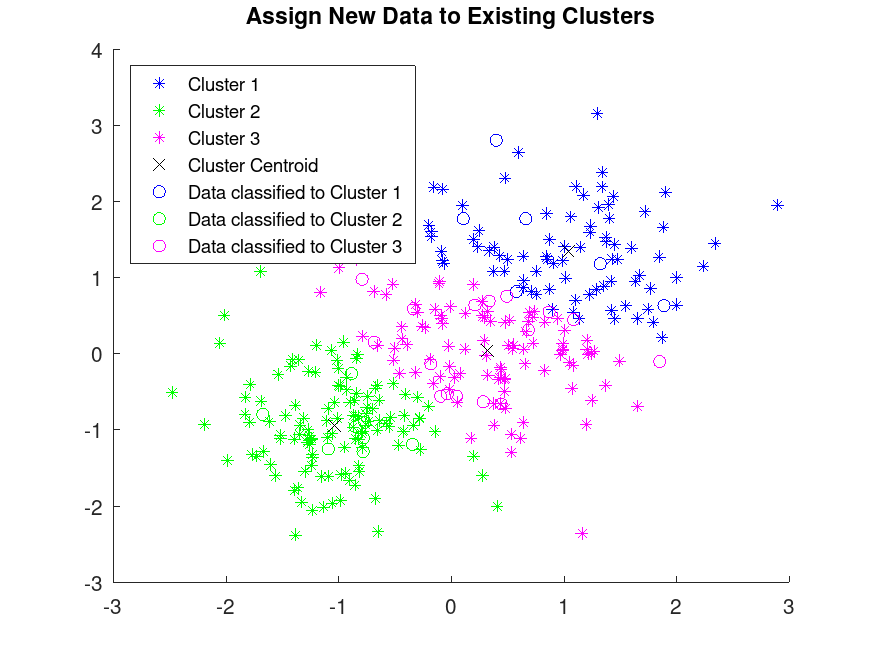 Assign New Data to Existing Clusters
4
3
2
1
0
-1
-2
-3
Cluster 1
Cluster 2
Cluster 3
Cluster Centroid
Data classified to Cluster 1
Data classified to Cluster 2
Data classified to Cluster 3
-3 -2 -1 0 1 2 3